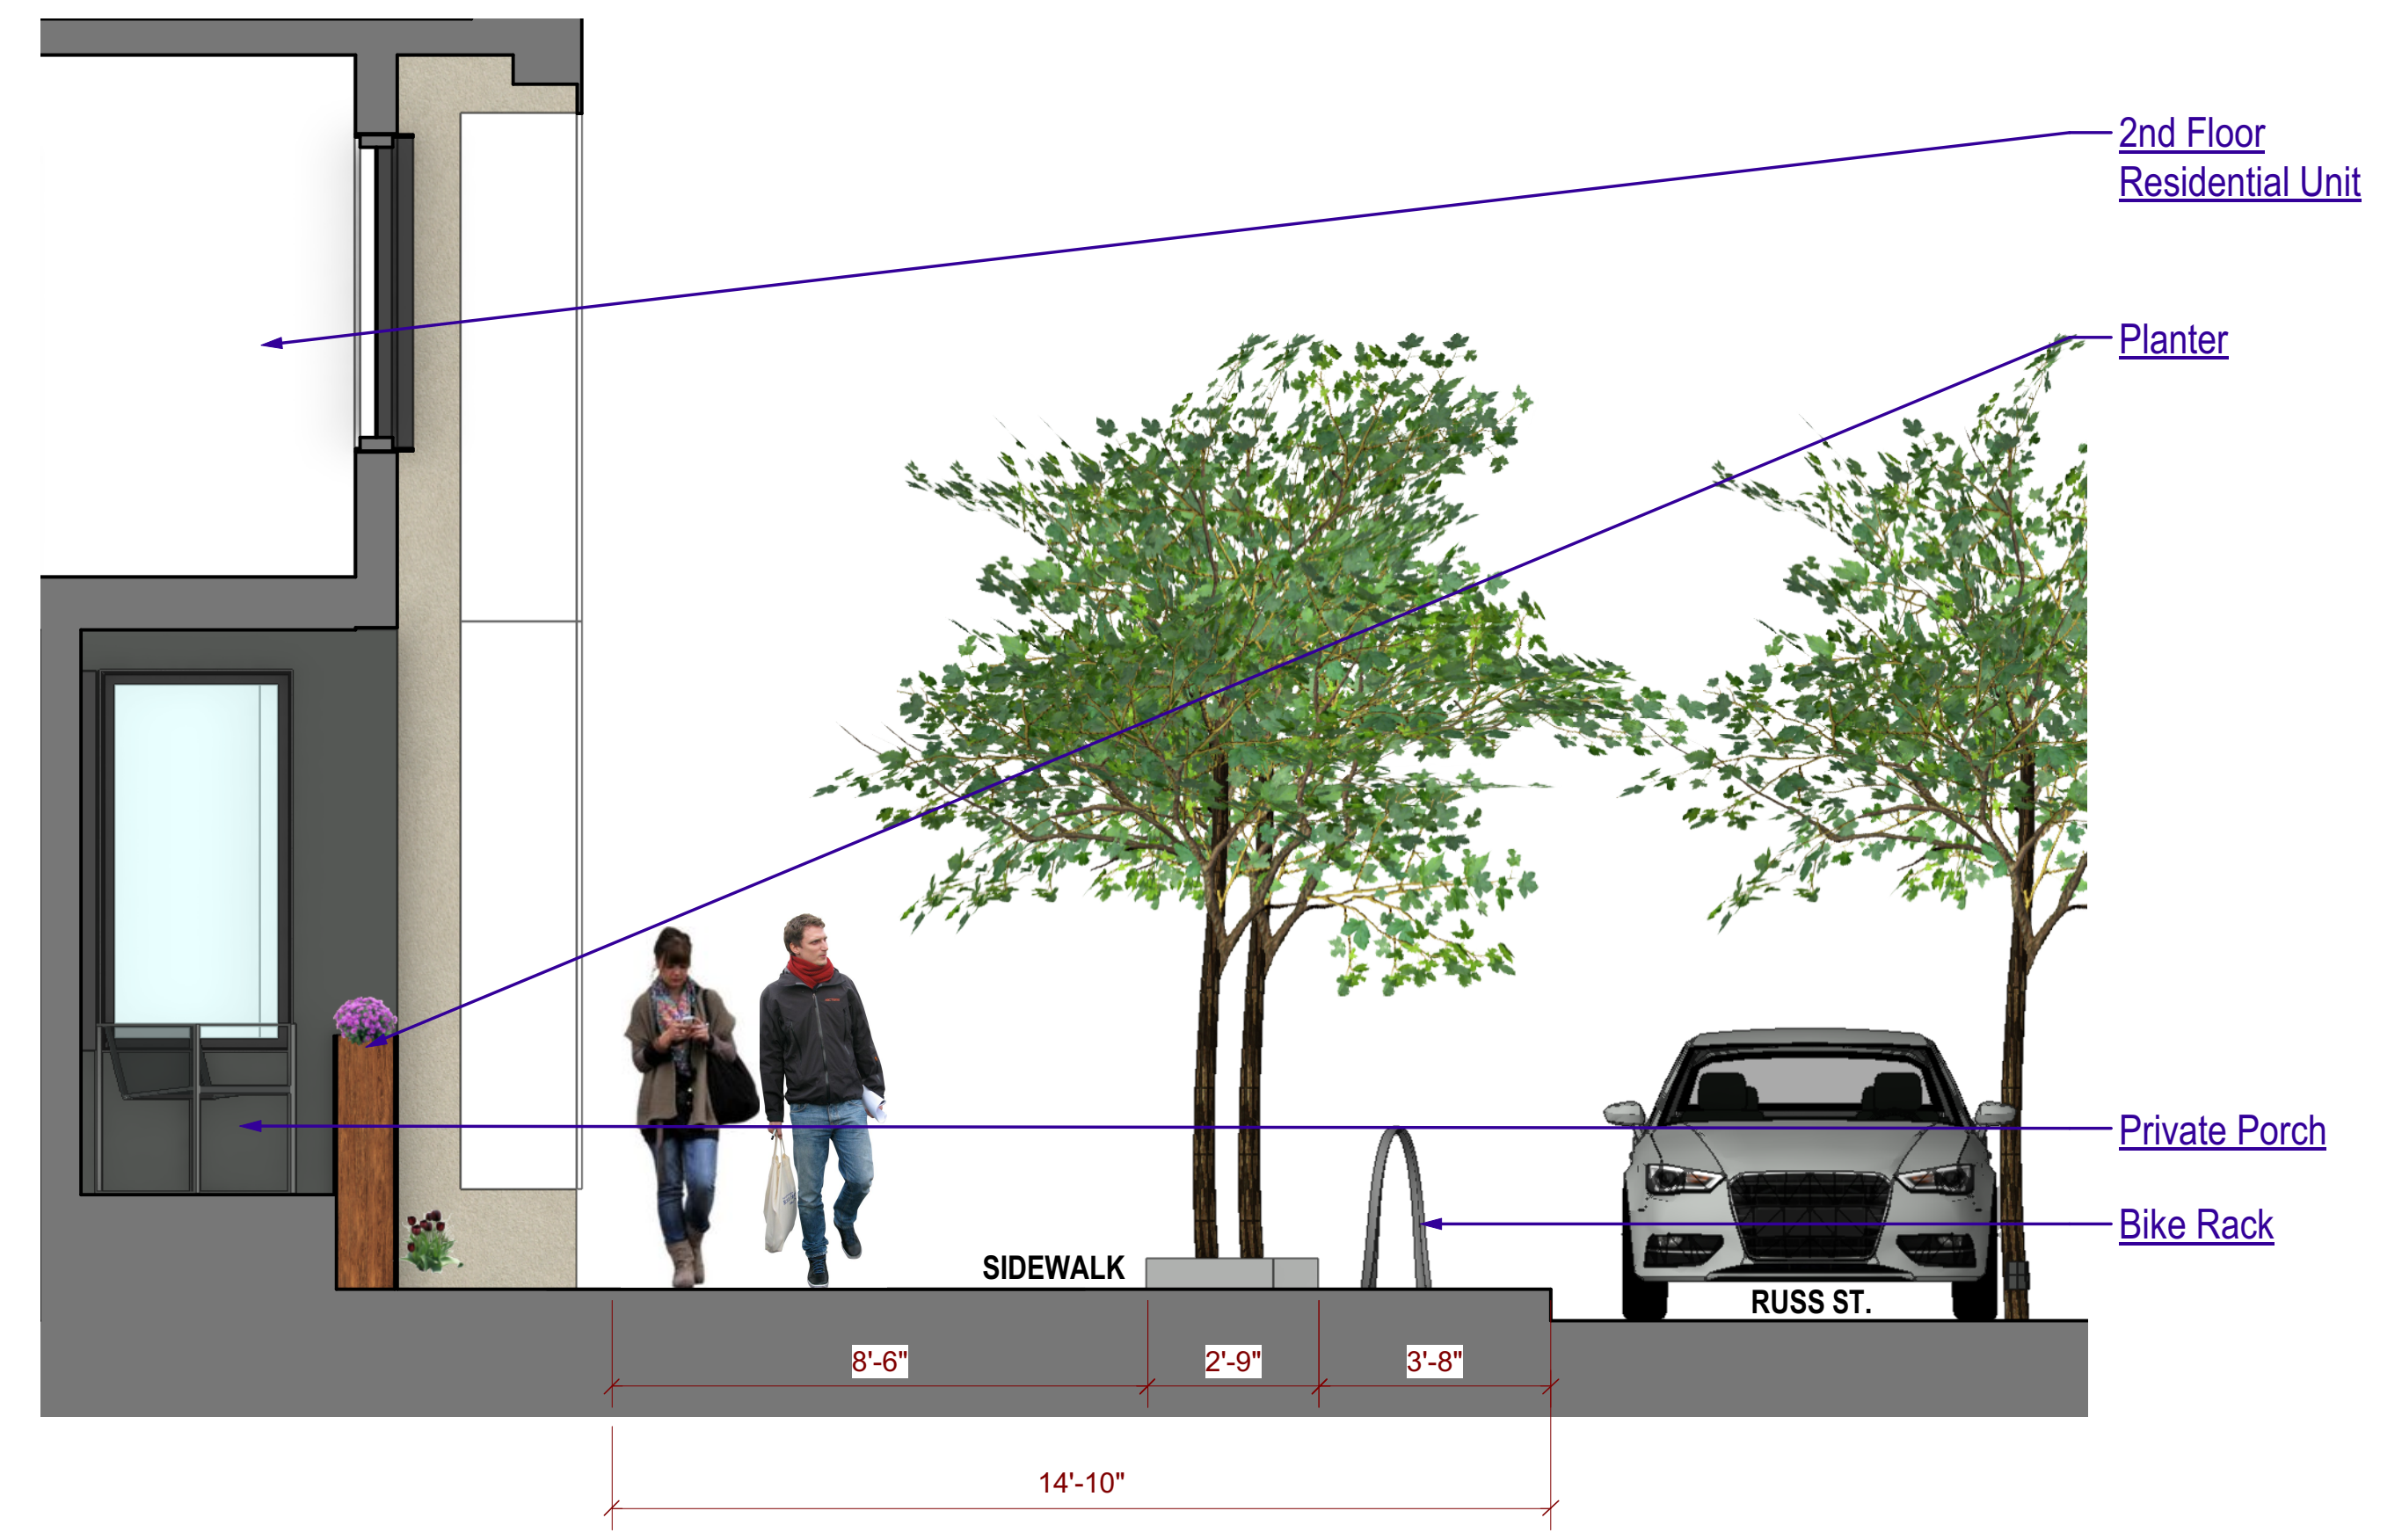 2nd Floor
Residential Unit
Planter
Private Porch
Bike Rack
SIDEWALK
RUSS ST.
8'-6"
2'-9"
3'-8"
14'-10"